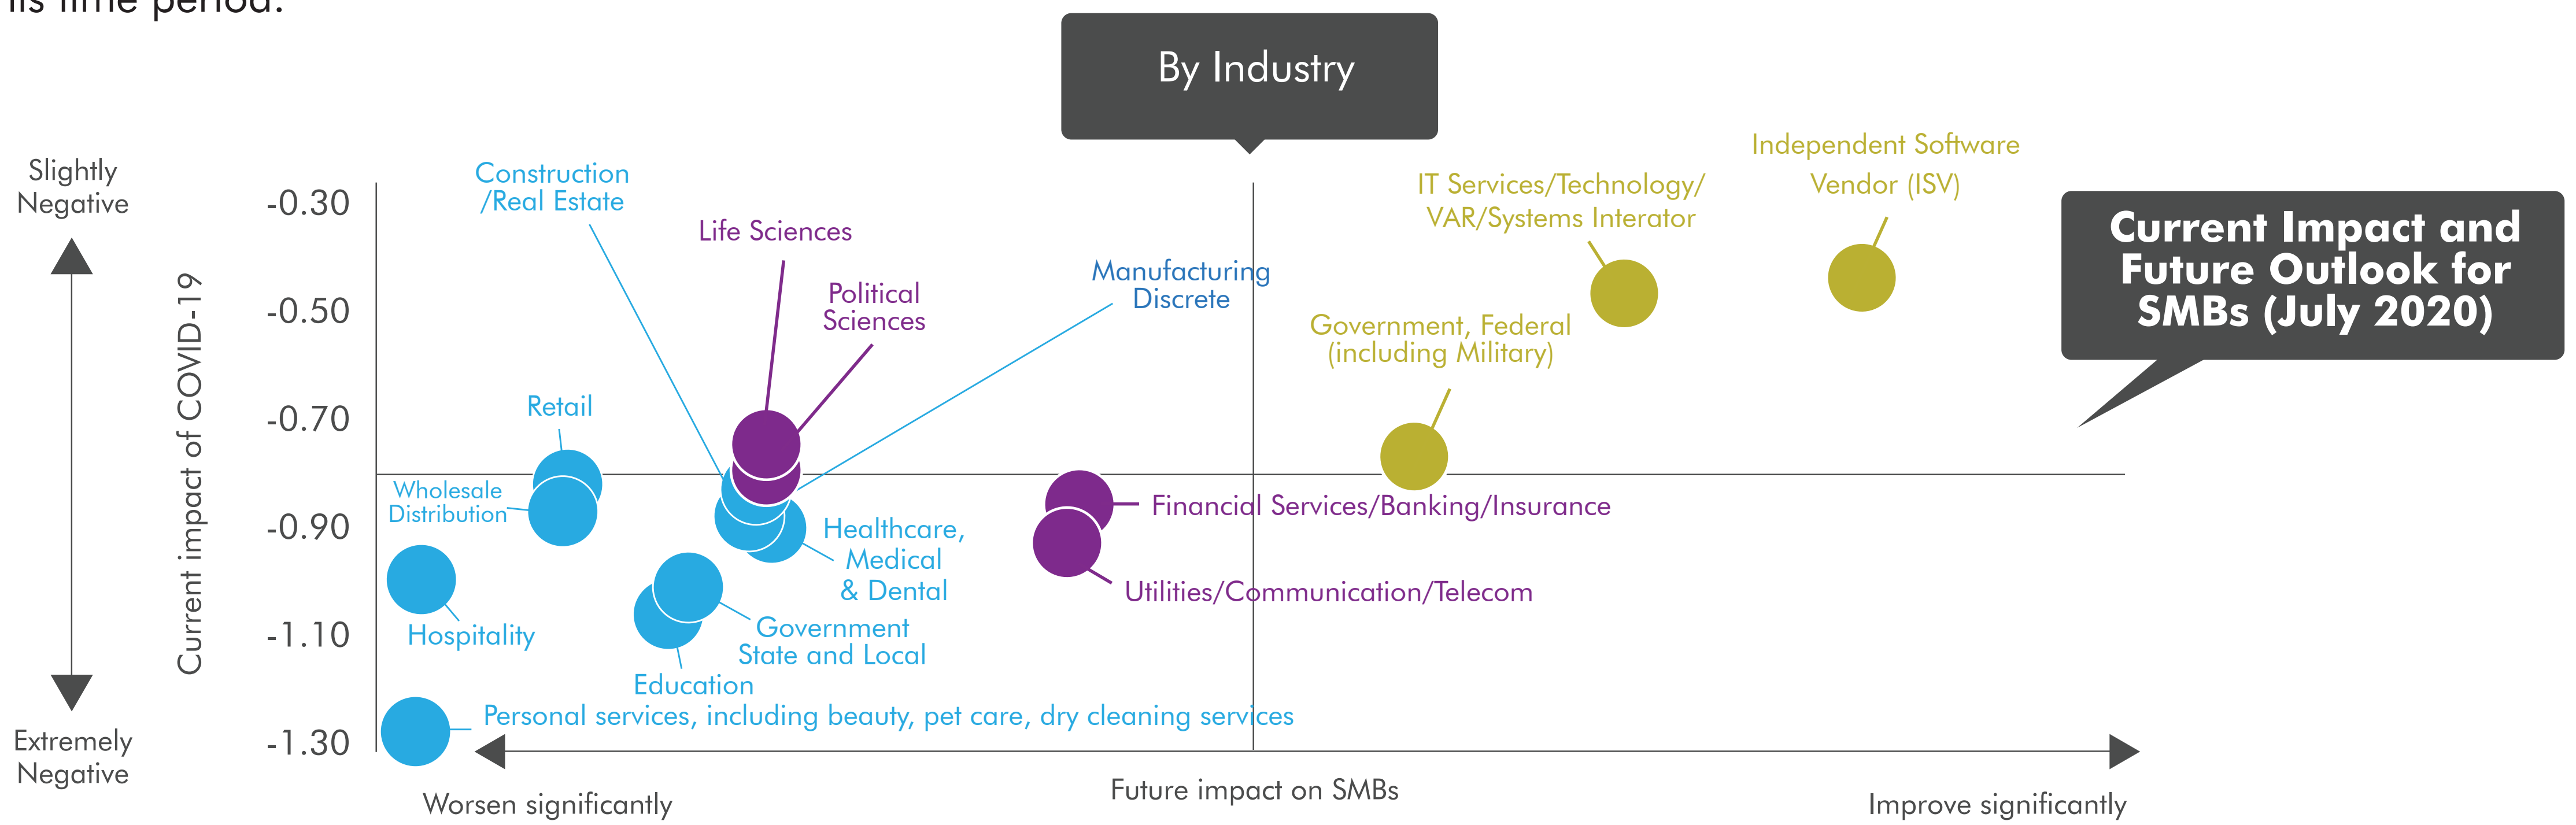 its time period.
By Industry
Slightly
Negative
Extremely
Negative
Current impact of COVID-19
-0.30
-0.50
-0.70
-0.90
-1.10
-1.30
Construction
/Real Estate
Life Sciences
Political
Sciences
Manufacturing
Discrete
IT Services/Technology/
VAR/Systems Interator
Independent Software
Vendor (ISV)
Government, Federal
(including Military)
Current Impact and
Future Outlook for
SMBs (July 2020)
Retail
Wholesale
Distribution
Hospitality
Healthcare,
Medical
& Dental
Government
State and Local
Education
Financial Services/Banking/Insurance
Utilities/Communication/Telecom
Personal services, including beauty, pet care, dry cleaning services
Worsen significantly
Future impact on SMBs
Improve significantly